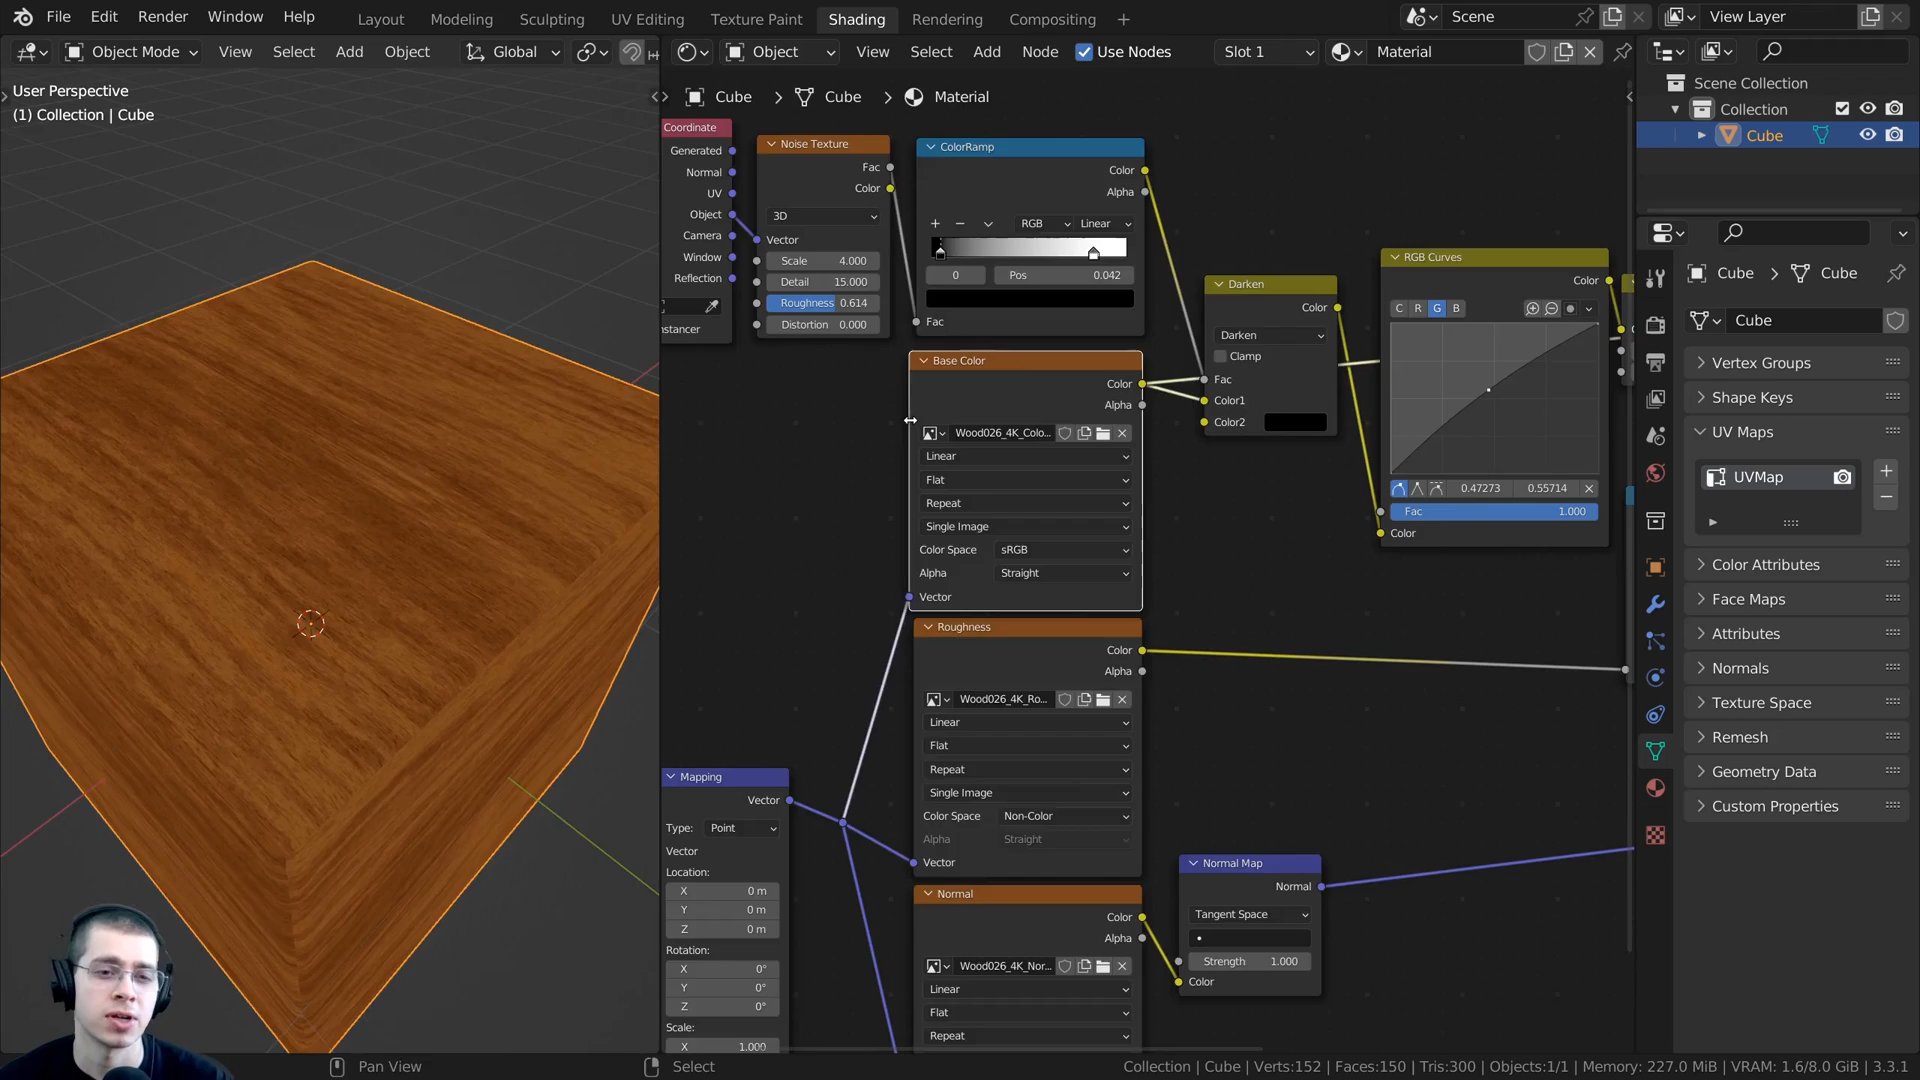 File Edit Render Window Help Layout Modeling Sculpting UV Editing Texture Paint Shading Rendering Compositing Scene View Layer
Object Mode View Select Add Object Global
Object View Select Add Node Use Nodes Slot 1 Material
User Perspective
(1) Collection | Cube
Cube > Cube > Material
Coordinate
Generated
Normal
UV
Object
Camera
Window
Reflection
nstancer
Noise Texture
Fac
Color
3D
Vector
Scale 4.000
Detail 15.000
Roughness 0.614
Distortion 0.000
ColorRamp
Color
Alpha
RGB Linear
0 Pos 0.042
Fac
Base Color
Color
Alpha
Wood026_4K_Colo...
Linear
Flat
Repeat
Single Image
Color Space sRGB
Alpha Straight
Vector
Darken
Color
Darken
Clamp
Fac
Color1
Color2
RGB Curves
Color
C R G B
0.47273 0.55714
Fac 1.000
Color
Roughness
Color
Alpha
Wood026_4K_Ro...
Linear
Flat
Repeat
Single Image
Color Space Non-Color
Alpha Straight
Vector
Mapping
Vector
Type: Point
Vector
Location:
X 0 m
Y 0 m
Z 0 m
Rotation:
X 0°
Y 0°
Z 0°
Scale:
X 1.000
Normal
Color
Alpha
Wood026_4K_Nor...
Linear
Flat
Repeat
Normal Map
Normal
Tangent Space
Strength 1.000
Color
Scene Collection
Collection
Cube
Cube > Cube
Cube
Vertex Groups
Shape Keys
UV Maps
UVMap
Color Attributes
Face Maps
Attributes
Normals
Texture Space
Remesh
Geometry Data
Custom Properties
Pan View Select Collection | Cube | Verts:152 | Faces:150 | Tris:300 | Objects:1/1 | Memory: 227.0 MiB | VRAM: 1.6/8.0 GiB | 3.3.1